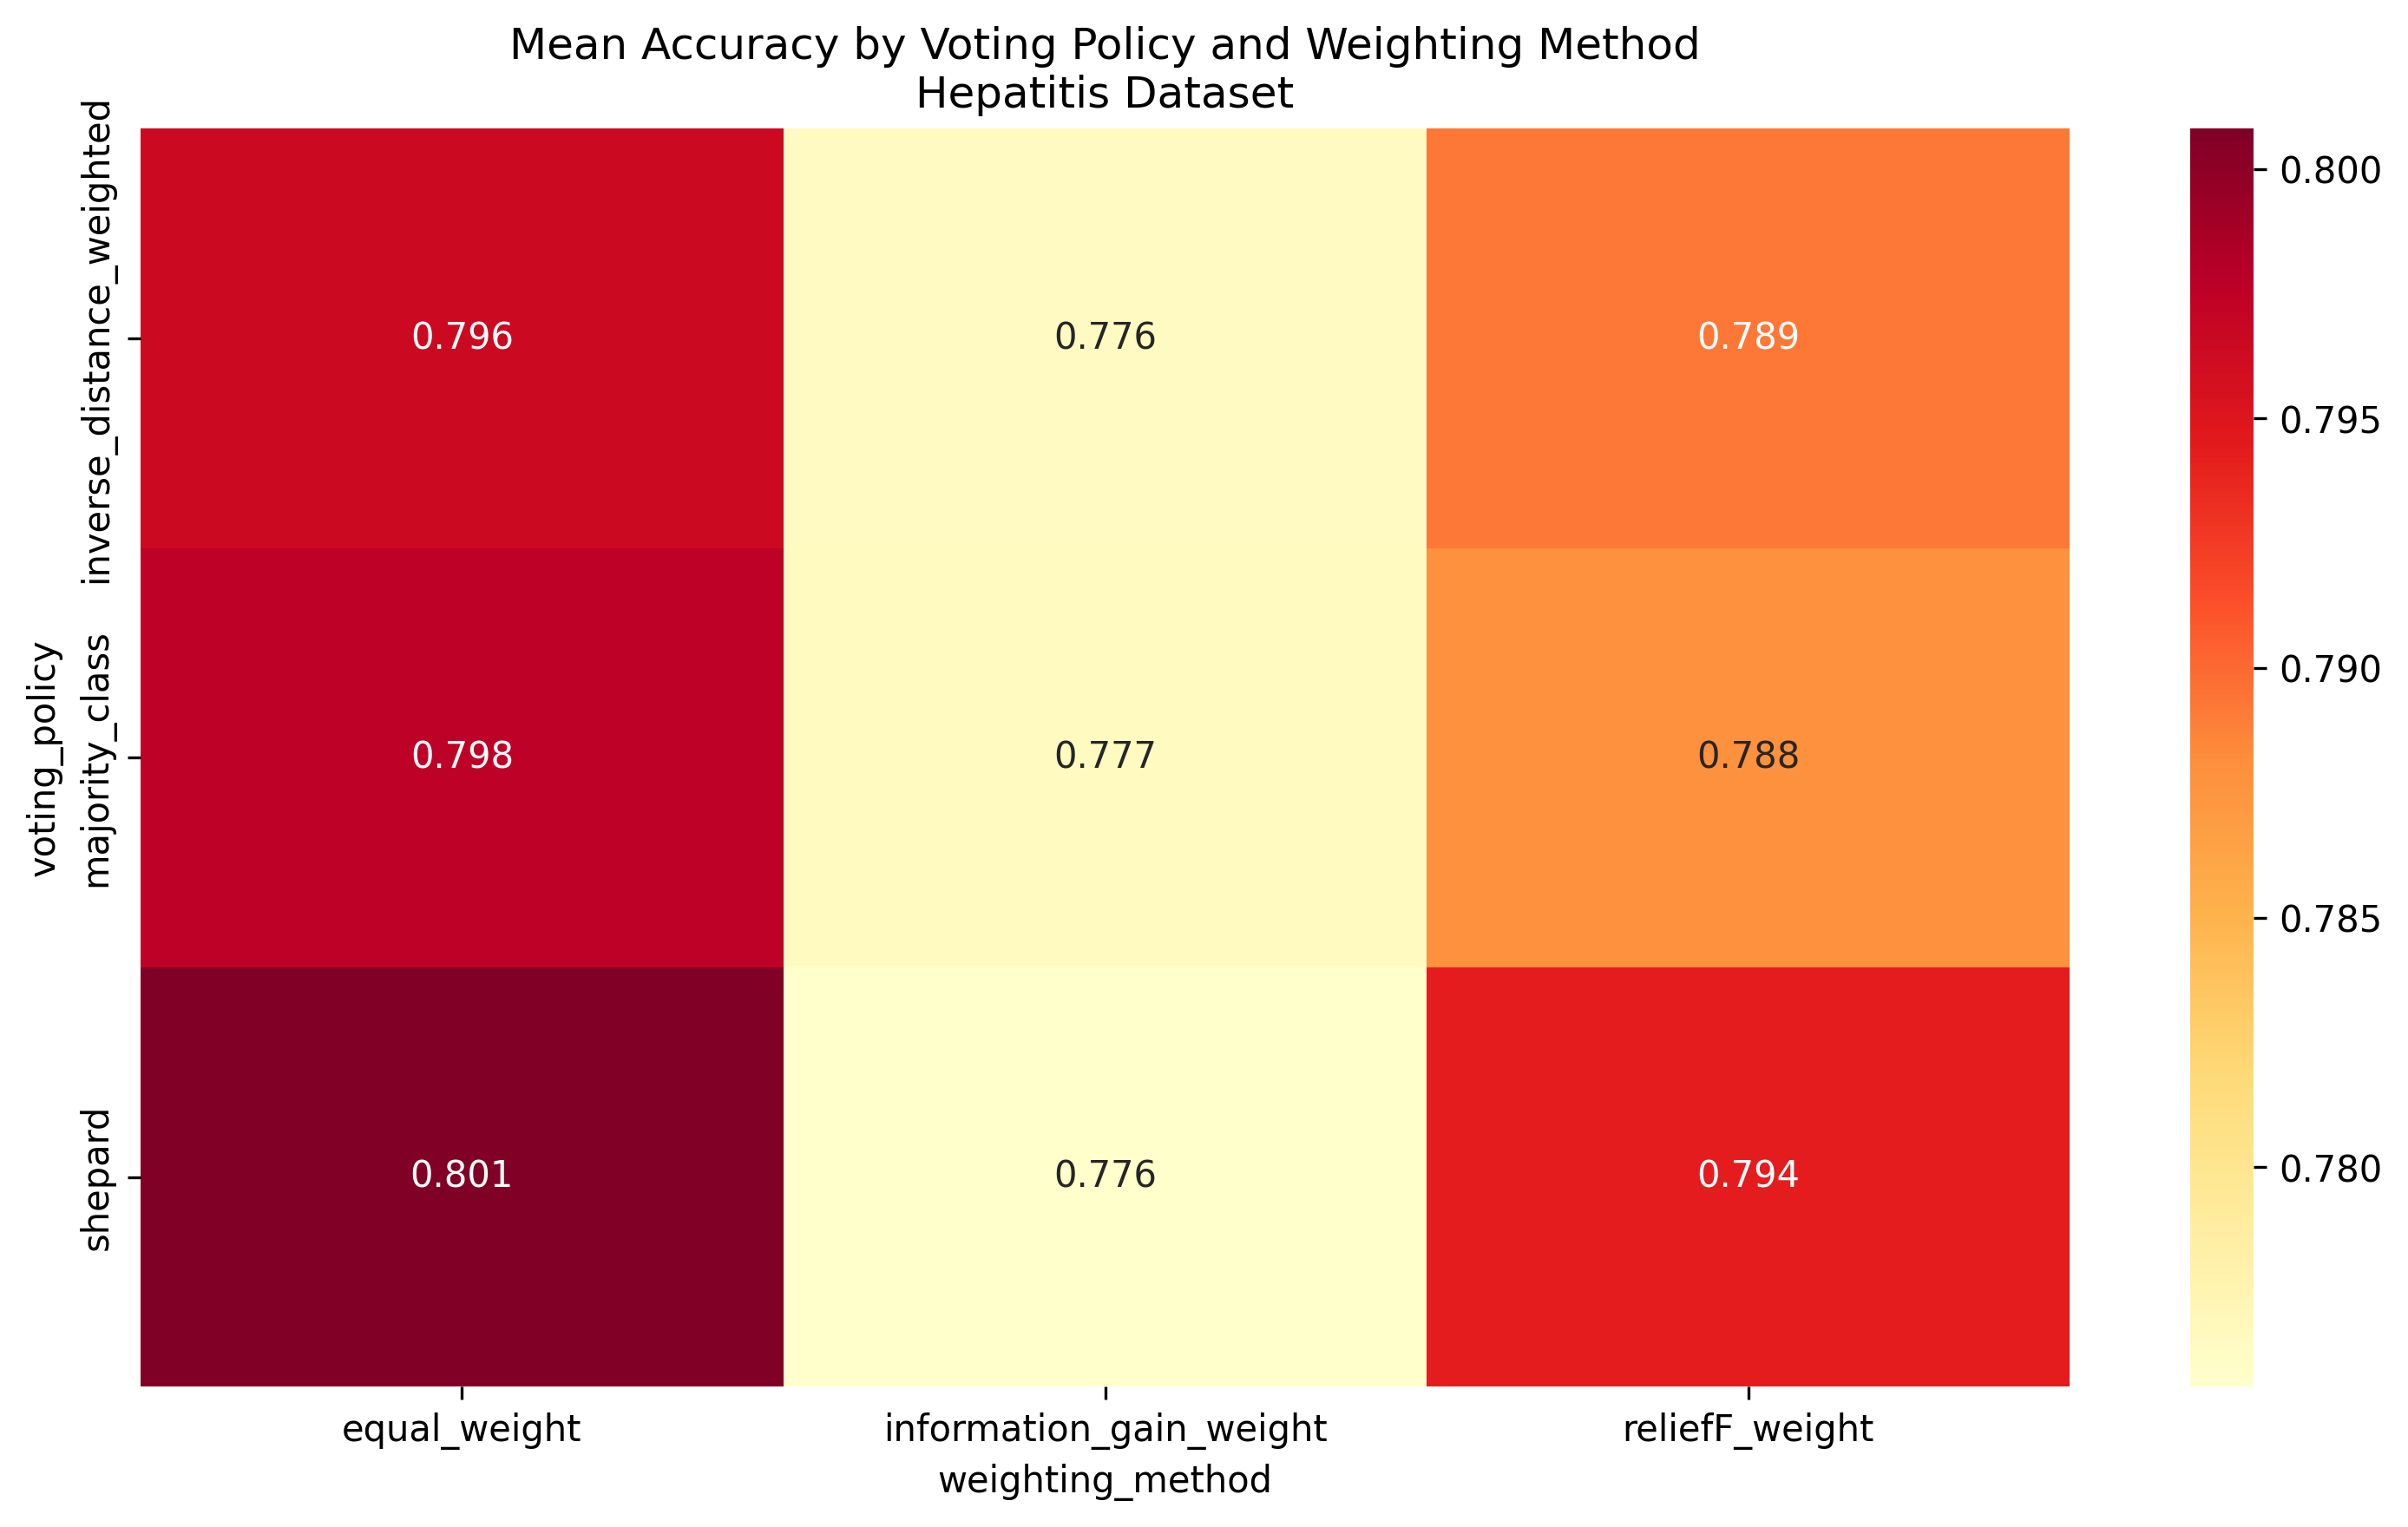 Mean Accuracy by Voting Policy and Weighting Method
Hepatitis Dataset
voting_policy
inverse_distance_weighted
0.796
0.776
0.789
majority_class
0.798
0.777
0.788
shepard
0.801
0.776
0.794
equal_weight
information_gain_weight
reliefF_weight
weighting_method
0.800
0.795
0.790
0.785
0.780